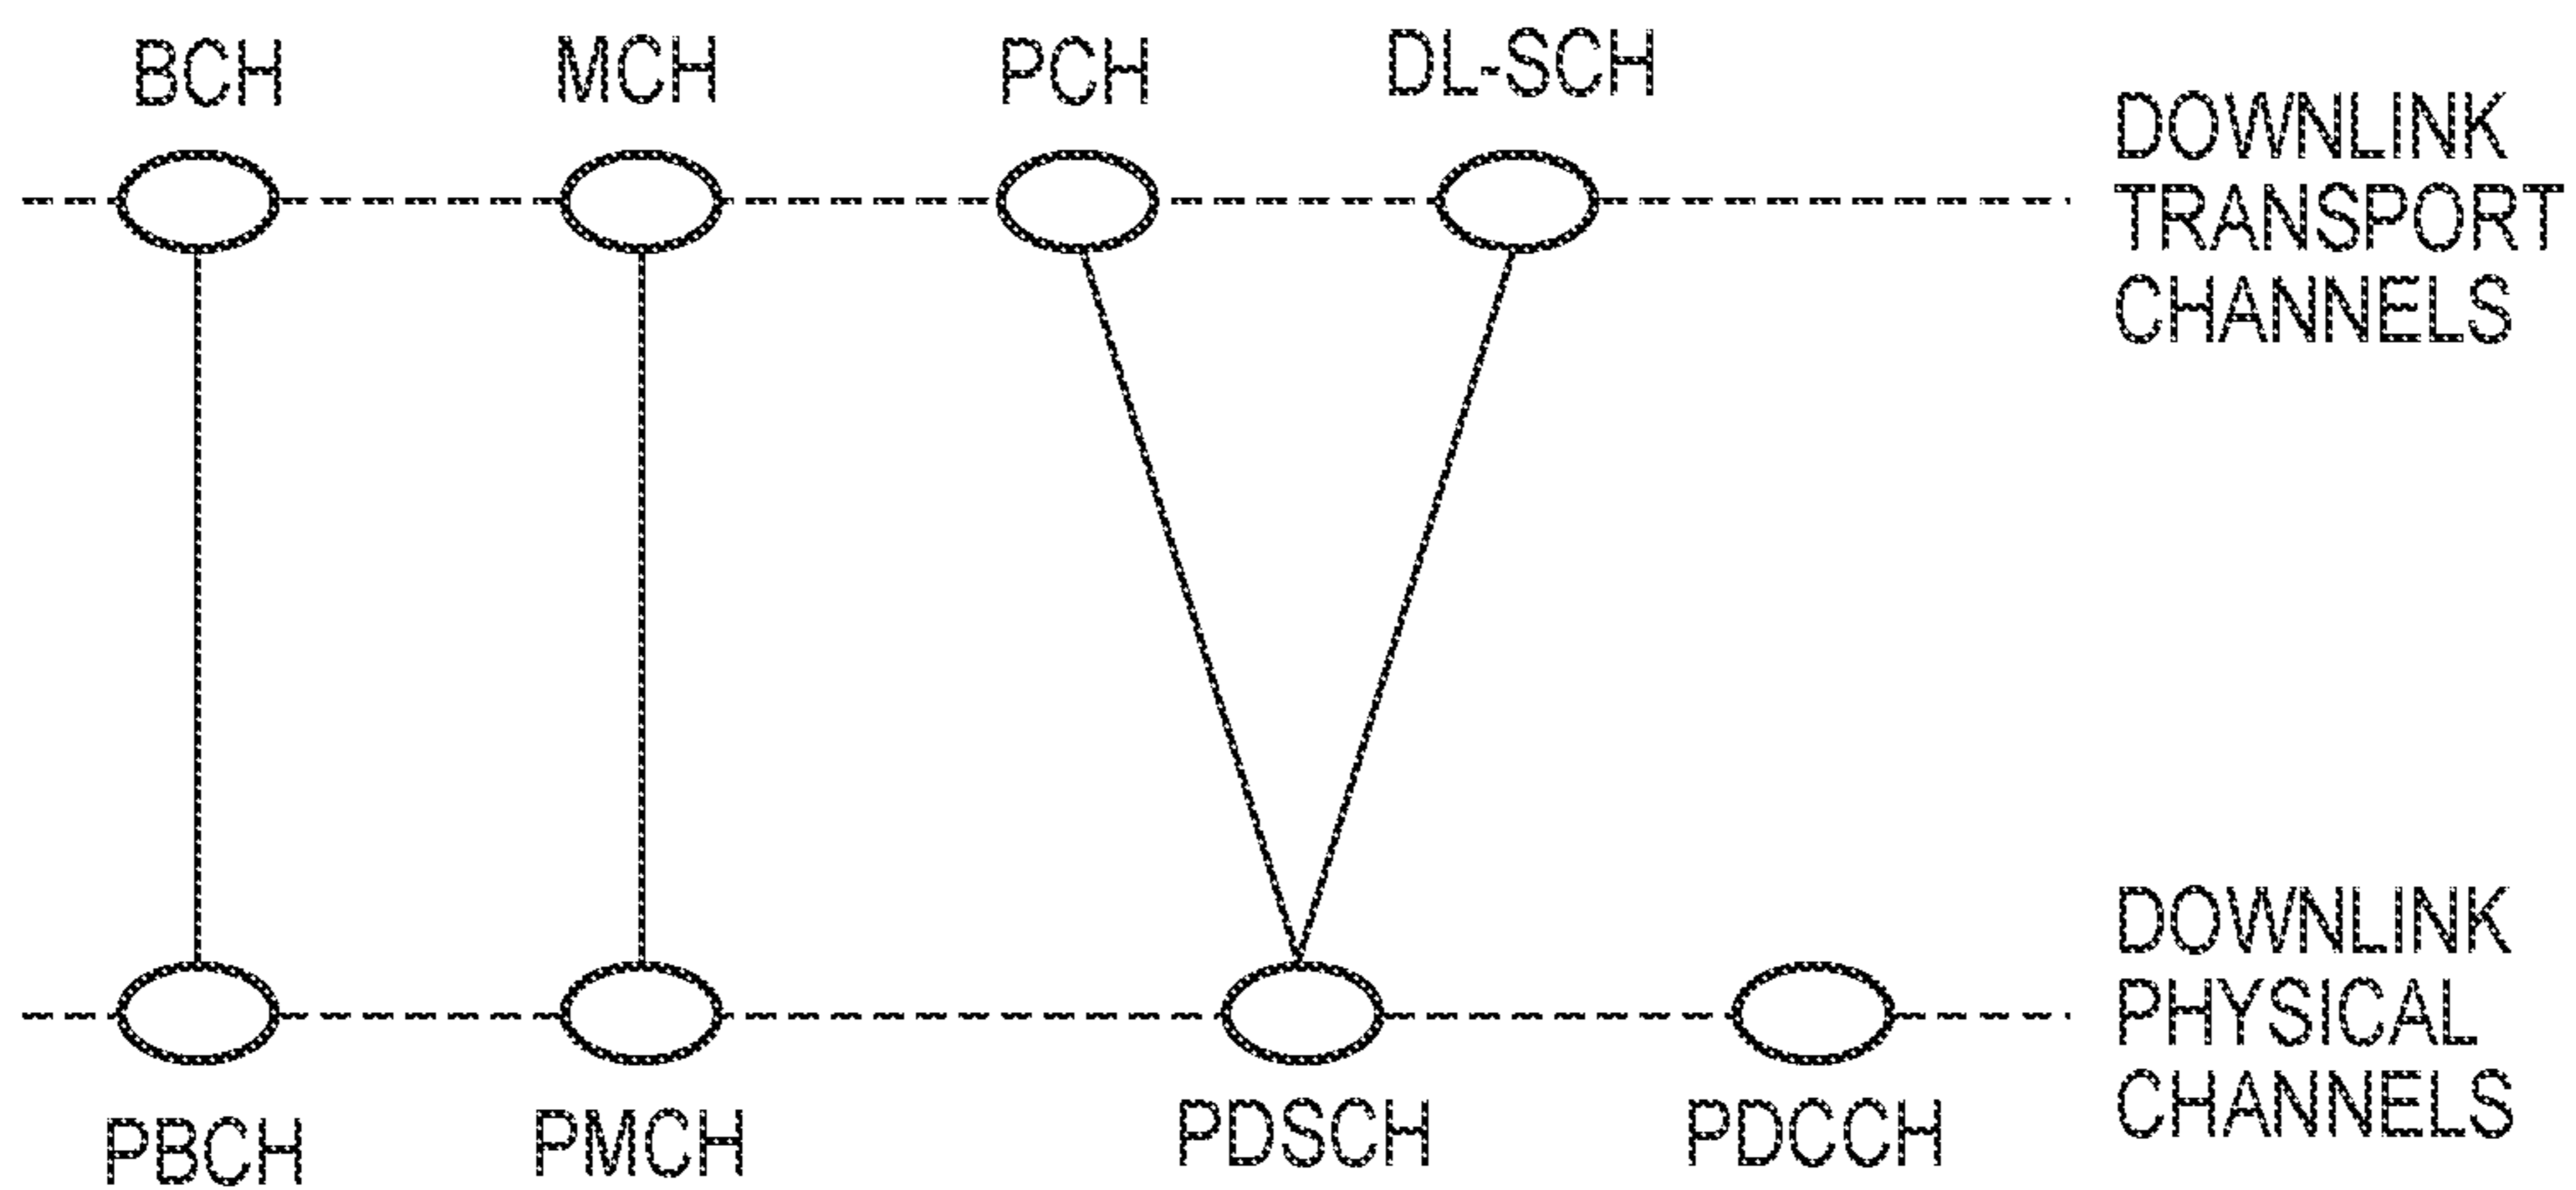 BCH
MCH
PCH
DL-SCH
DOWNLINK
TRANSPORT
CHANNELS
DOWNLINK
PHYSICAL
CHANNELS
PBCH
PMCH
PDSCH
PDCCH